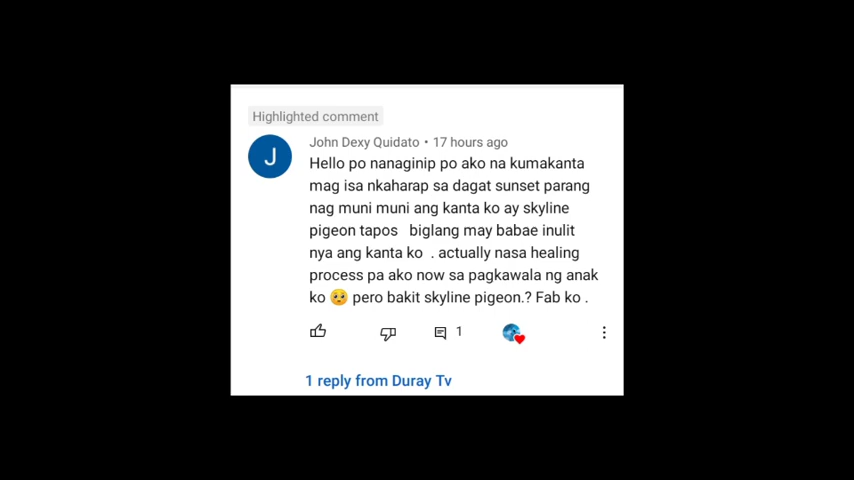 Highlighted comment
John Dexy Quidato • 17 hours ago
Hello po nanaginip po ako na kumakanta
mag isa nkaharap sa dagat sunset parang
nag muni muni ang kanta ko ay skyline
pigeon tapos   biglang may babae inulit
nya ang kanta ko  . actually nasa healing
process pa ako now sa pagkawala ng anak
ko 🥺 pero bakit skyline pigeon.? Fab ko .
1
1 reply from Duray Tv
J